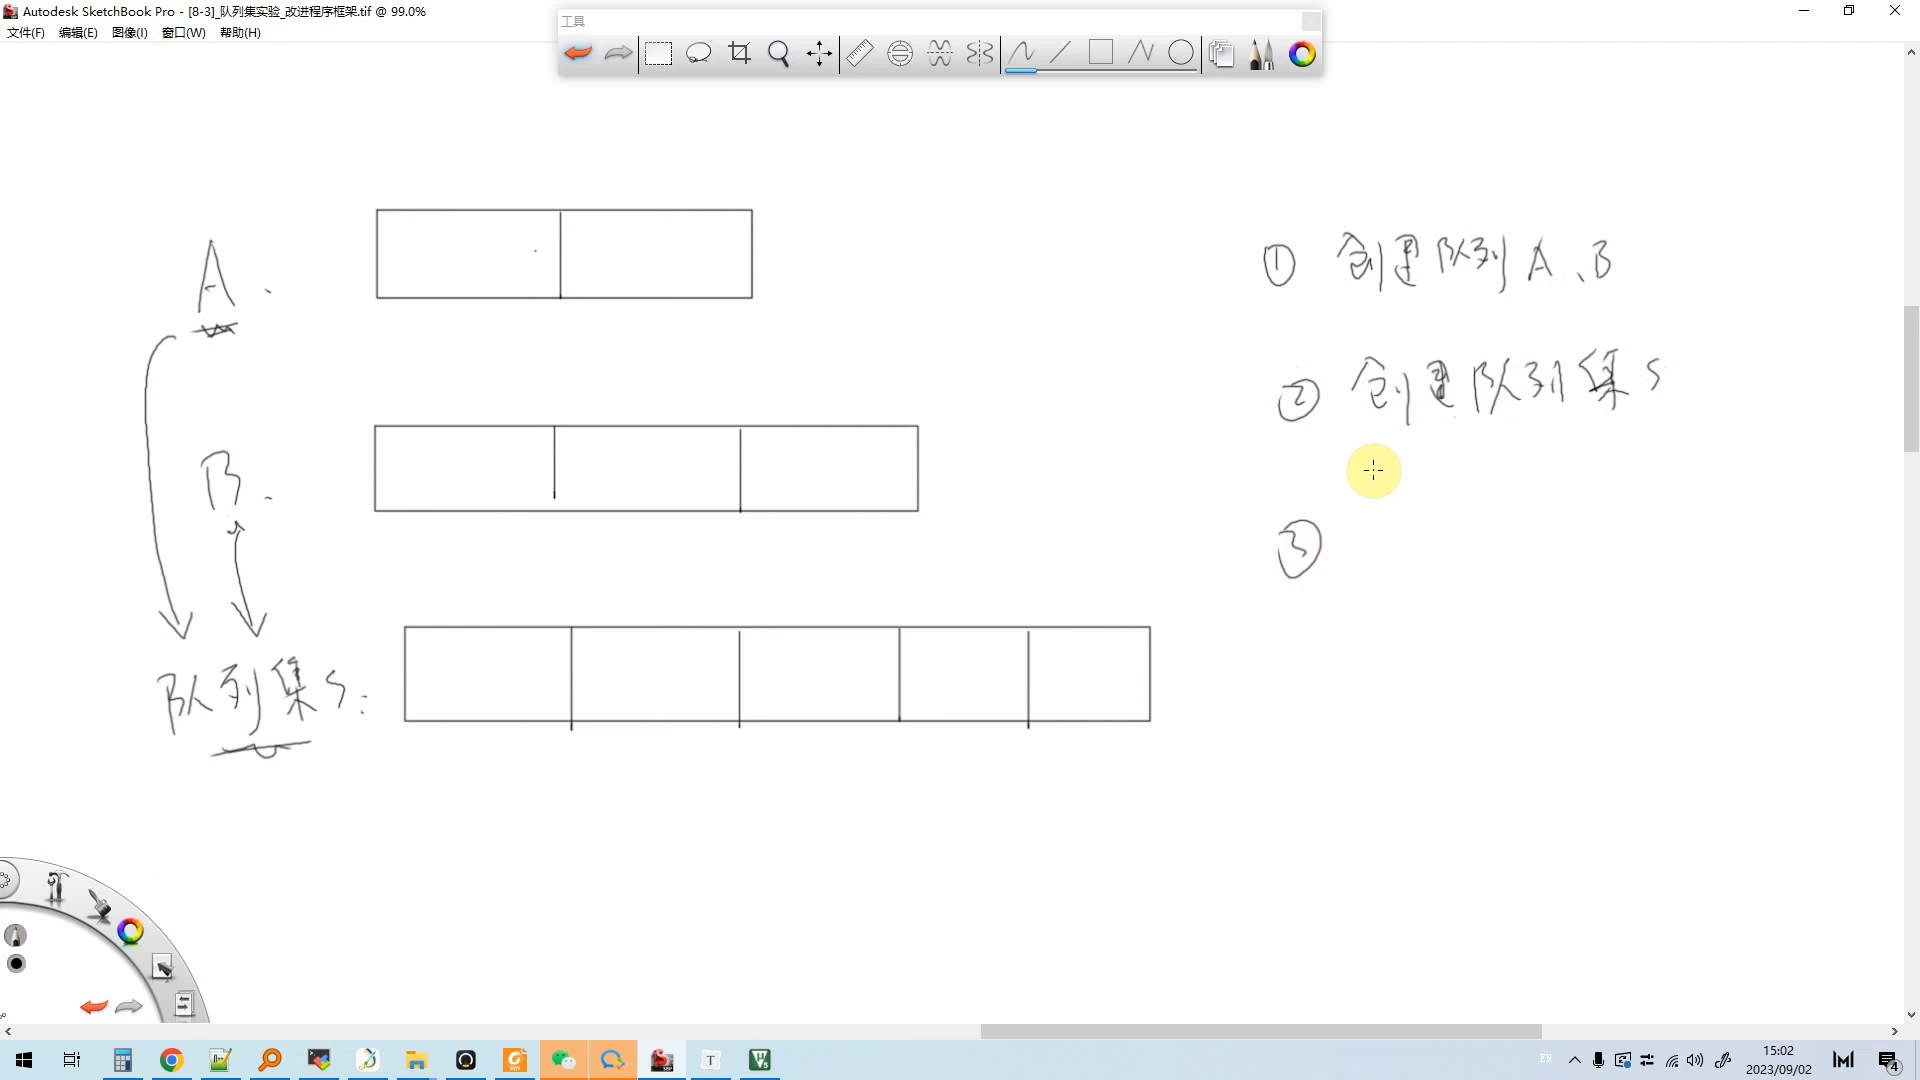 Autodesk SketchBook Pro - [8-3]_队列集实验_改进程序框架.tif @ 99.0%
文件(F) 编辑(E) 图像(I) 窗口(W) 帮助(H)
工具
A.
B.
队列集S:
① 创建队列A、B
② 创建队列集S
③
EN
15:02
2023/09/02
4